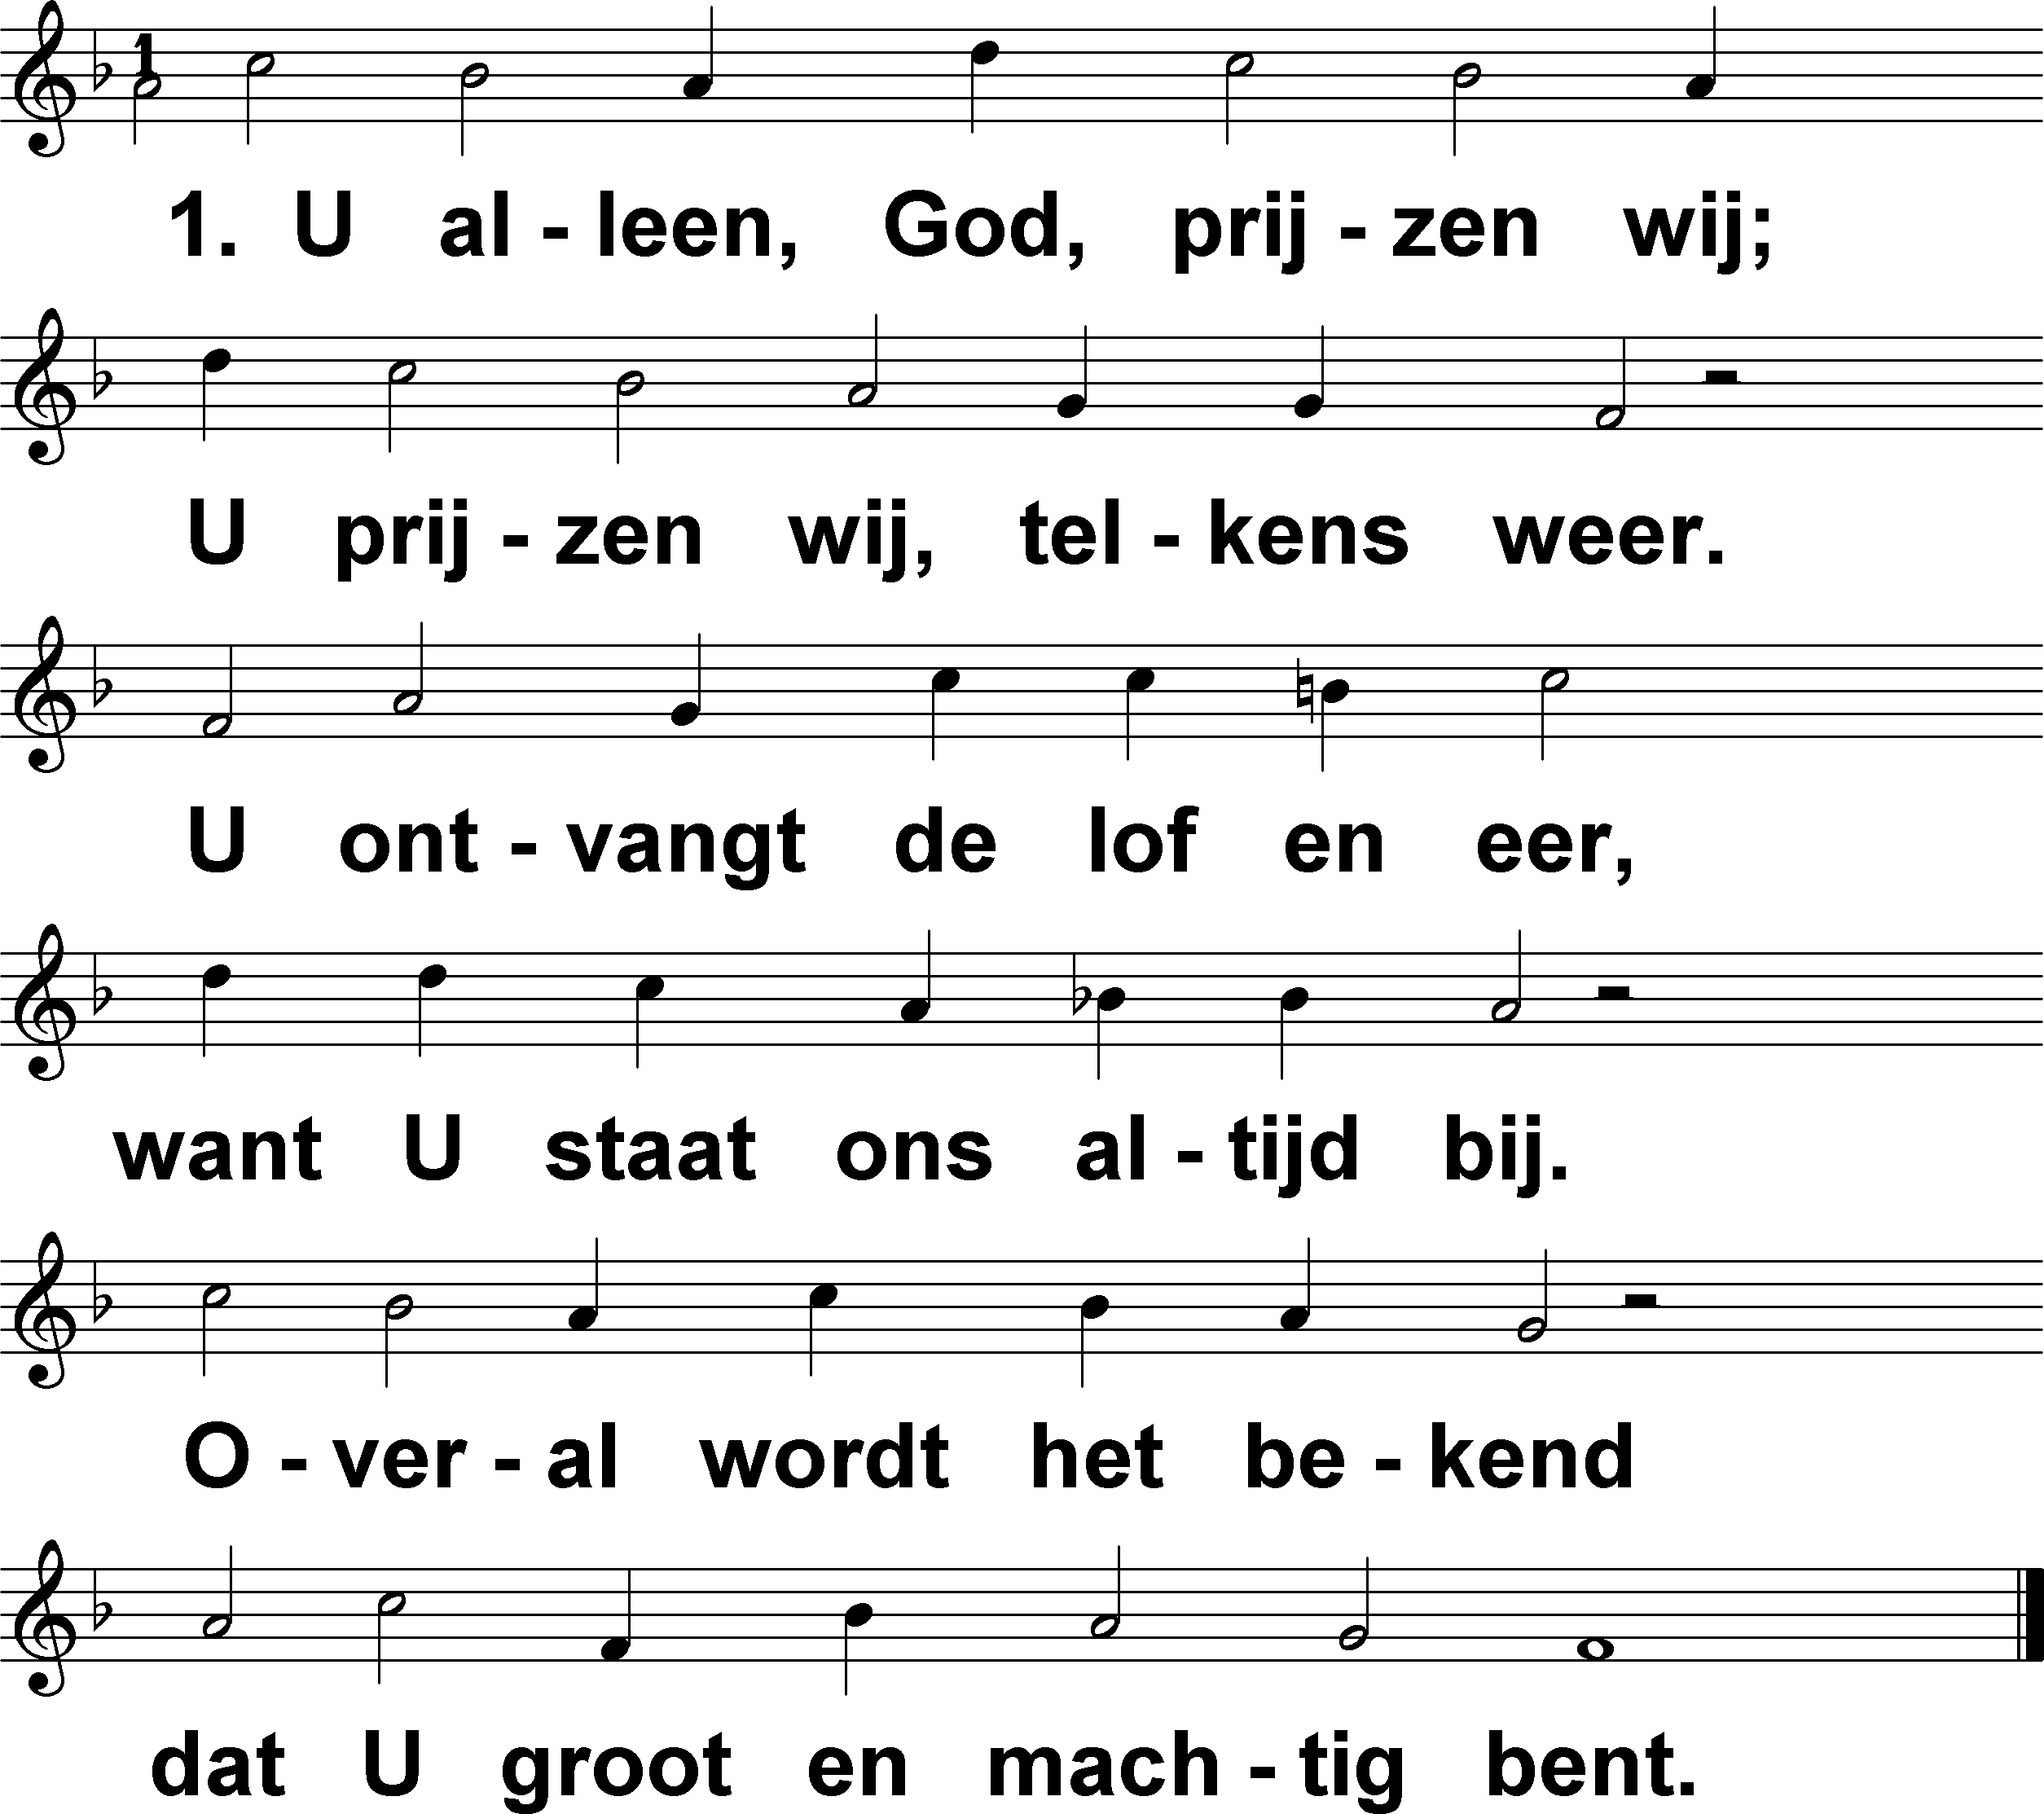 1
1. U al - leen, God, prij - zen wij;
U prij - zen wij, tel - kens weer.
U ont - vangt de lof en eer,
want U staat ons al - tijd bij.
O - ver - al wordt het be - kend
dat U groot en mach - tig bent.